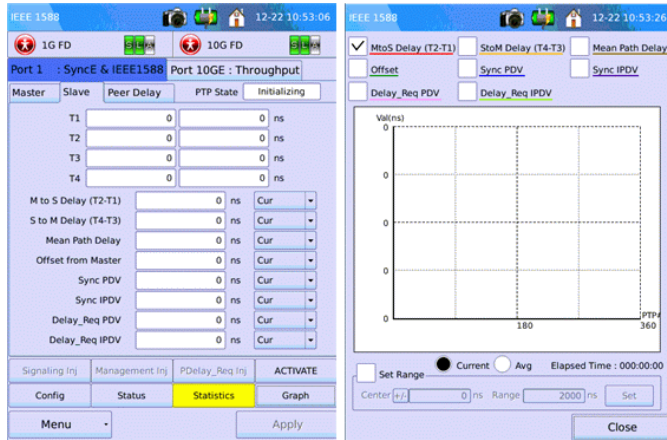 IEEE 1588
12-22 10:53:06
1G FD
S L A
10G FD
S L A
Port 1 : SyncE & IEEE1588
Port 10GE : Throughput
Master
Slave
Peer Delay
PTP State
Initializing
T1 0 0 ns
T2 0 0 ns
T3 0 0 ns
T4 0 0 ns
M to S Delay (T2-T1) 0 ns Cur
S to M Delay (T4-T3) 0 ns Cur
Mean Path Delay 0 ns Cur
Offset from Master 0 ns Cur
Sync PDV 0 ns Cur
Sync IPDV 0 ns Cur
Delay_Req PDV 0 ns Cur
Delay_Req IPDV 0 ns Cur
Signaling Inj
Management Inj
PDelay_Req Inj
ACTIVATE
Config
Status
Statistics
Graph
Menu
Apply
IEEE 1588
12-22 10:53:26
MtoS Delay (T2-T1)
StoM Delay (T4-T3)
Mean Path Delay
Offset
Sync PDV
Sync IPDV
Delay_Req PDV
Delay_Req IPDV
Val(ns)
0
0
0
0
0
180
360
PTP#
Set Range
Current
Avg
Elapsed Time : 000:00:00
Center +/- 0 ns Range 2000 ns Set
Close